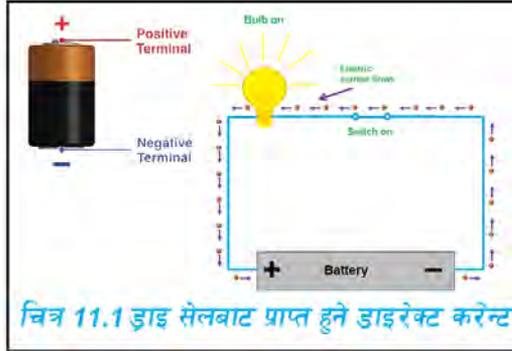 +
Positive
Terminal
Negative
Terminal
−
Bulb on
Electric
current flows
Switch on
+ Battery −
चित्र 11.1 ड्राइ सेलबाट प्राप्त हुने डाइरेक्ट करेन्ट